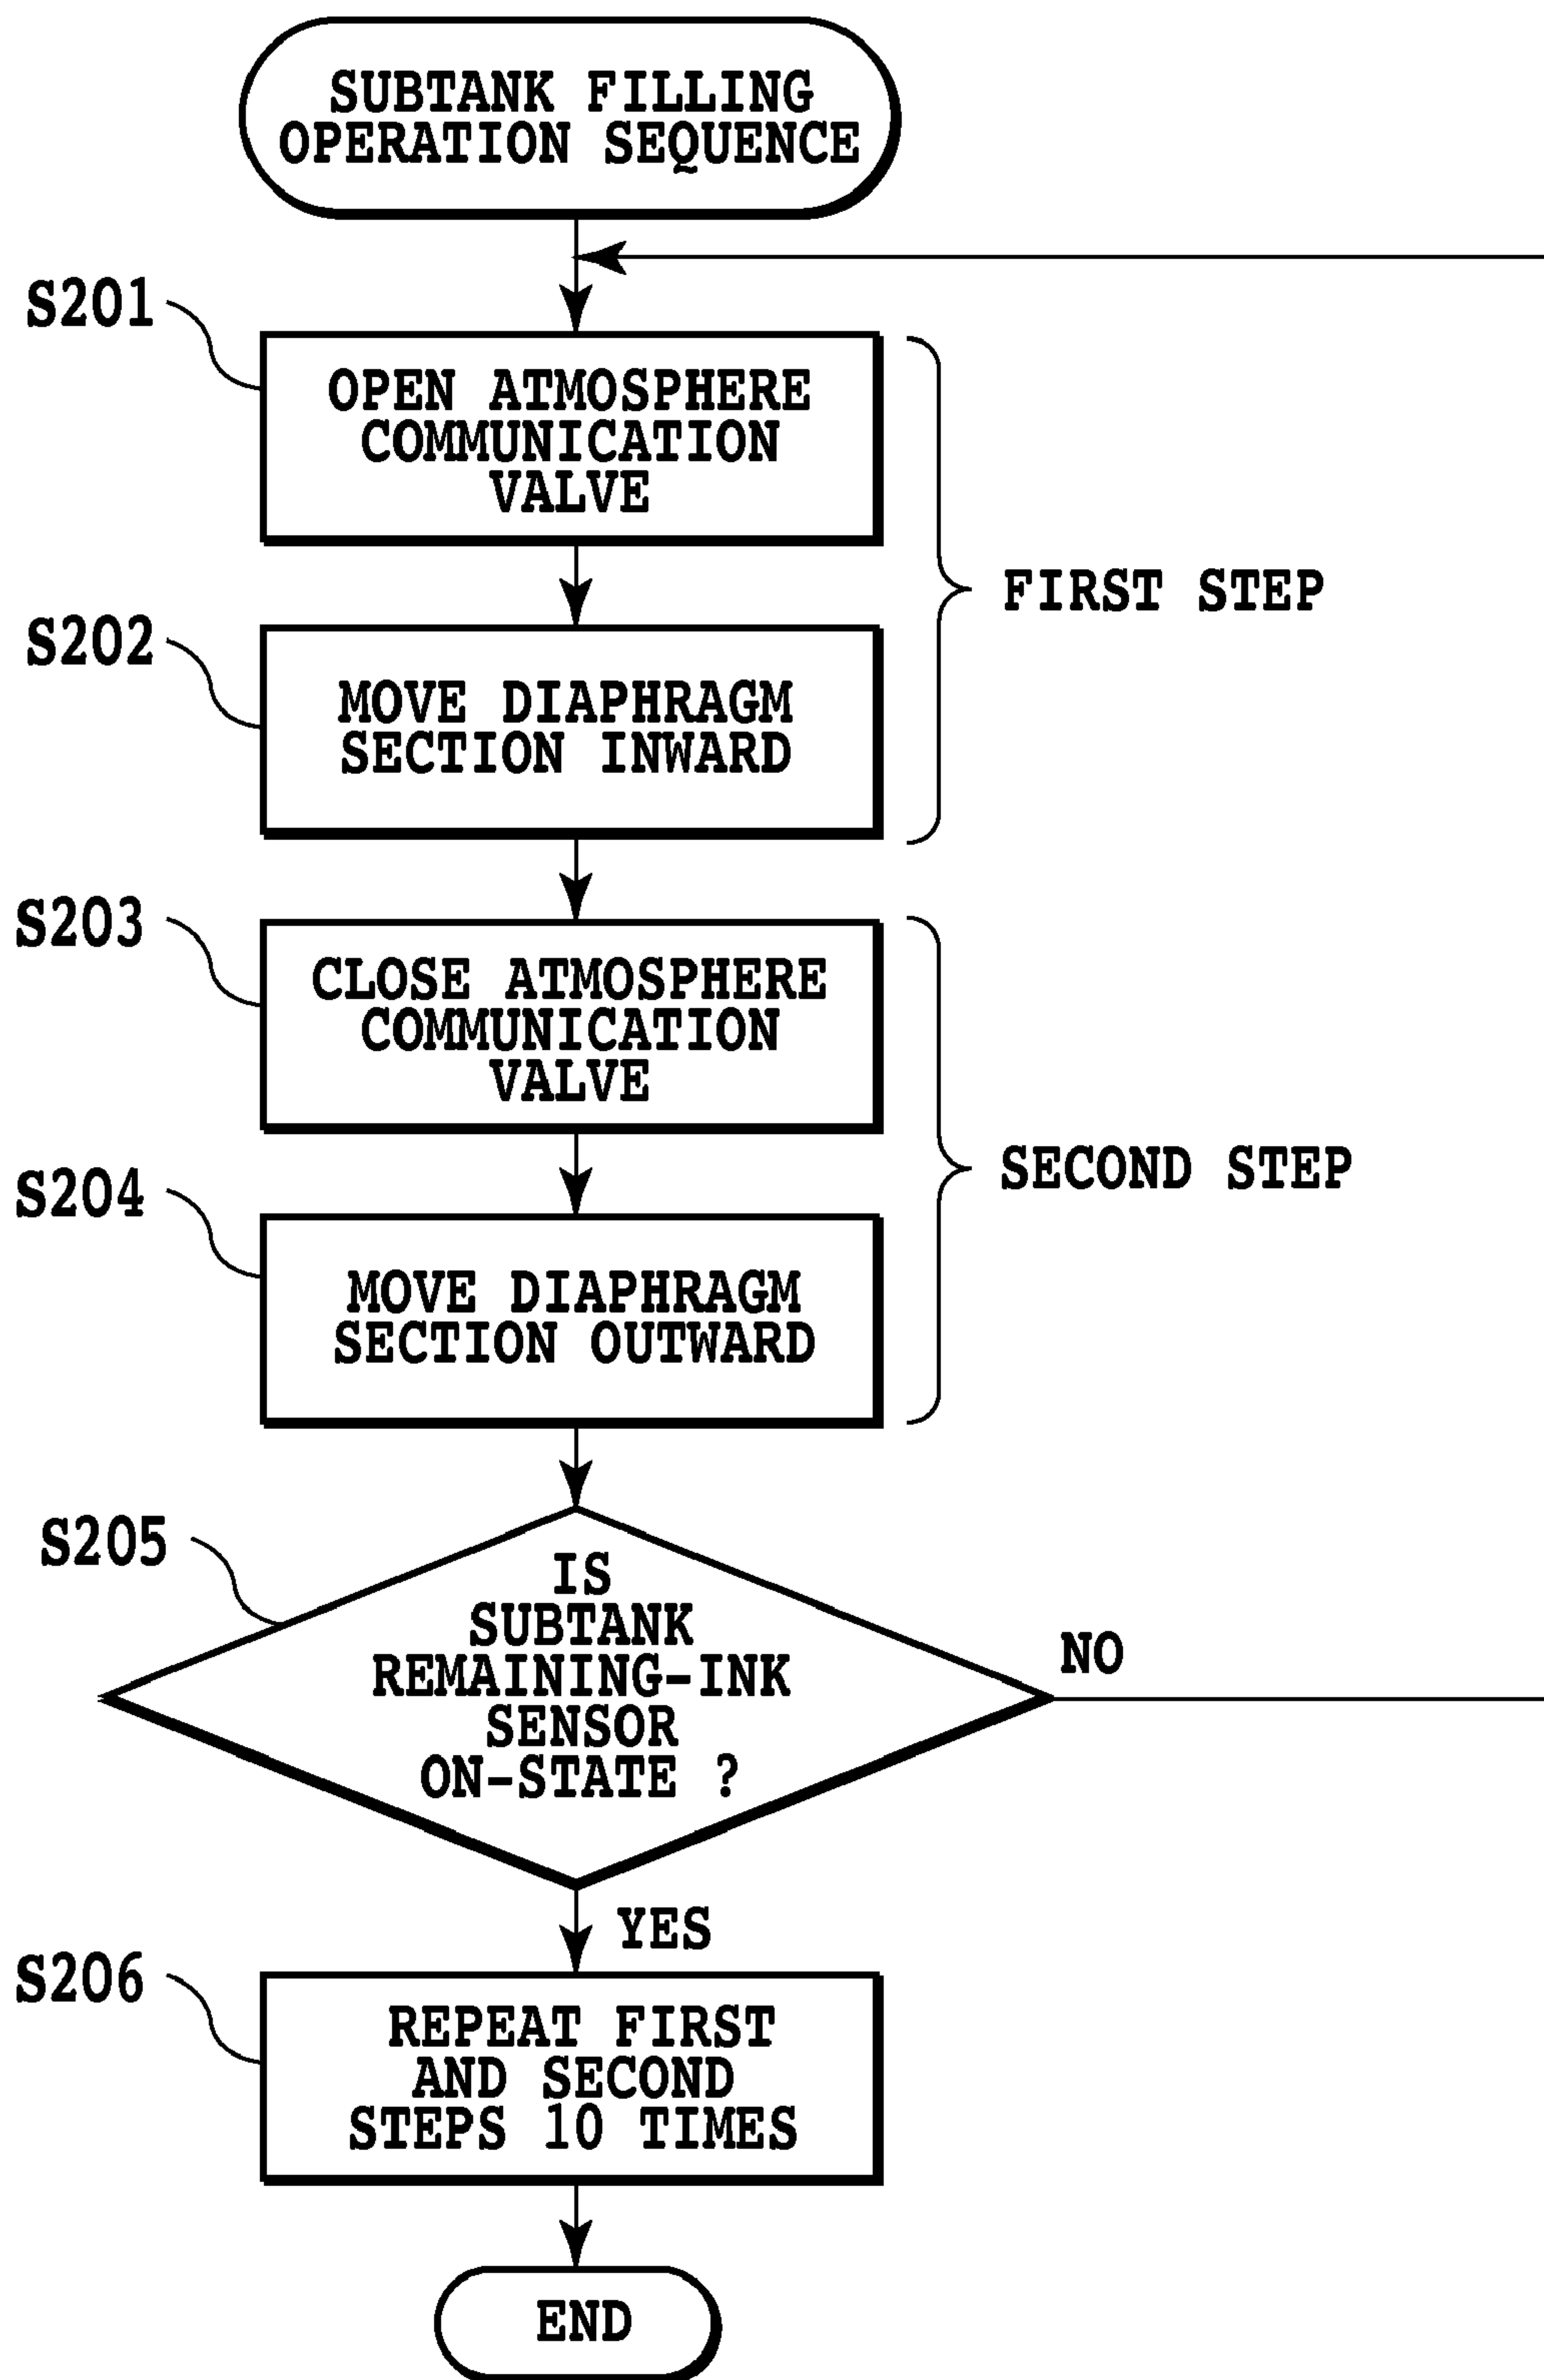 SUBTANK FILLING
OPERATION SEQUENCE
S201
OPEN ATMOSPHERE
COMMUNICATION
VALVE
FIRST STEP
S202
MOVE DIAPHRAGM
SECTION INWARD
S203
CLOSE ATMOSPHERE
COMMUNICATION
VALVE
SECOND STEP
S204
MOVE DIAPHRAGM
SECTION OUTWARD
S205
IS
SUBTANK
REMAINING-INK
SENSOR
ON-STATE ?
NO
YES
S206
REPEAT FIRST
AND SECOND
STEPS 10 TIMES
END